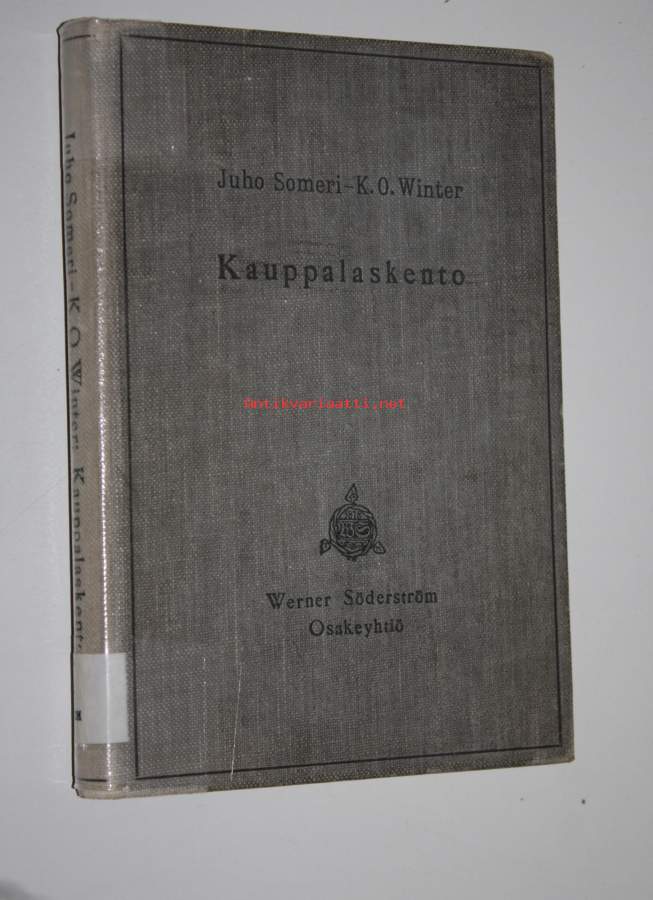 Juho Someri-K.O.Winter
Kauppalaskento
antikvariaatti.net
Werner Söderström
Osakeyhtiö
Juho Someri-K O Winter: Kauppalaskento